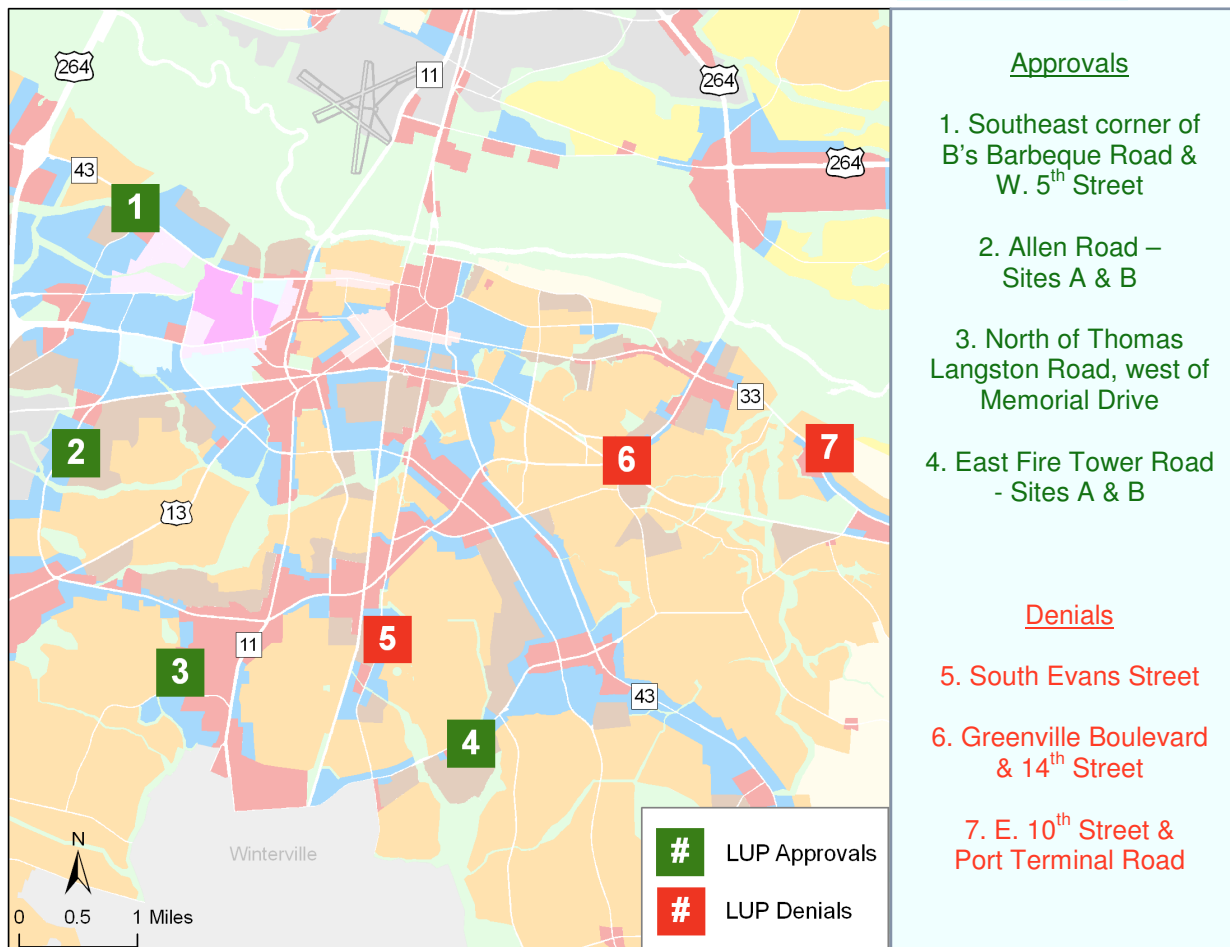 264
11
264
264
43
1
33
2
6
7
13
5
11
3
43
4
Winterville
N
0 0.5 1 Miles
# LUP Approvals
# LUP Denials
Approvals
1. Southeast corner of
B's Barbeque Road &
W. 5th Street
2. Allen Road –
Sites A & B
3. North of Thomas
Langston Road, west of
Memorial Drive
4. East Fire Tower Road
- Sites A & B
Denials
5. South Evans Street
6. Greenville Boulevard
& 14th Street
7. E. 10th Street &
Port Terminal Road